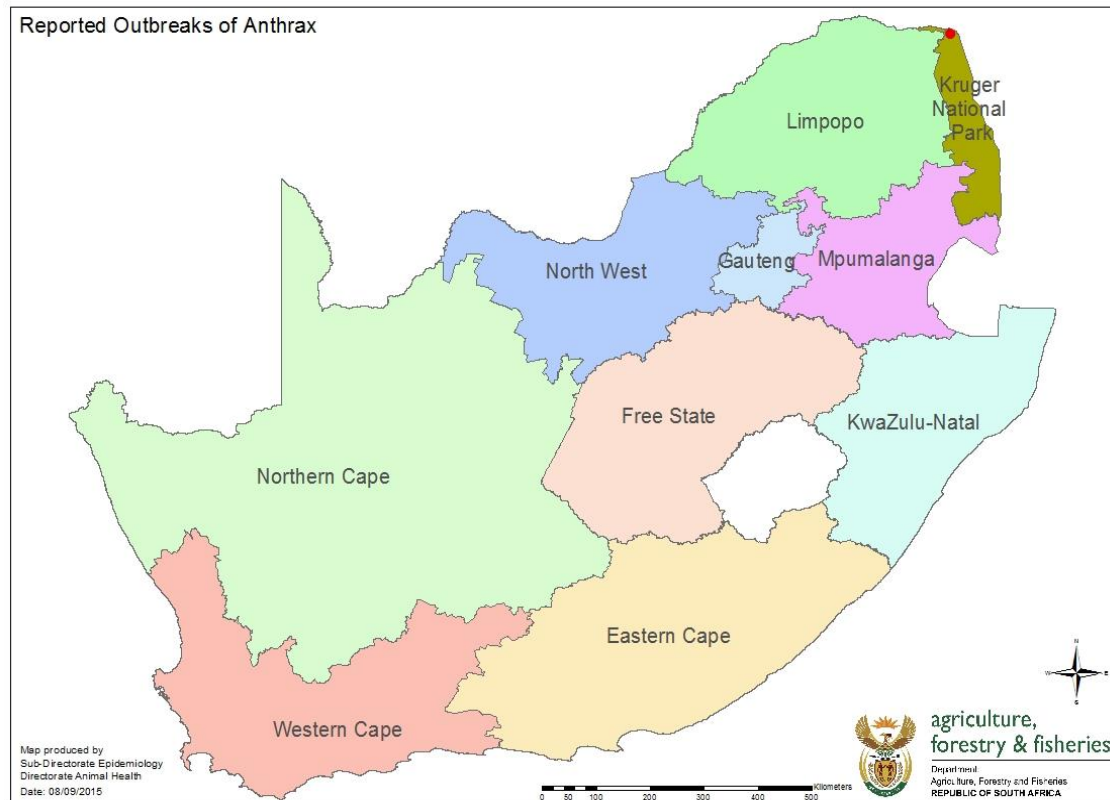 Reported Outbreaks of Anthrax
Kruger
National
Park
Limpopo
North West
Gauteng
Mpumalanga
Free State
KwaZulu-Natal
Northern Cape
Eastern Cape
Western Cape
N
W
E
S
Map produced by
Sub-Directorate Epidemiology
Directorate Animal Health
Date: 08/09/2015
Kilometers
0 50 100 200 300 400 500
agriculture,
forestry & fisheries
Department:
Agriculture, Forestry and Fisheries
REPUBLIC OF SOUTH AFRICA